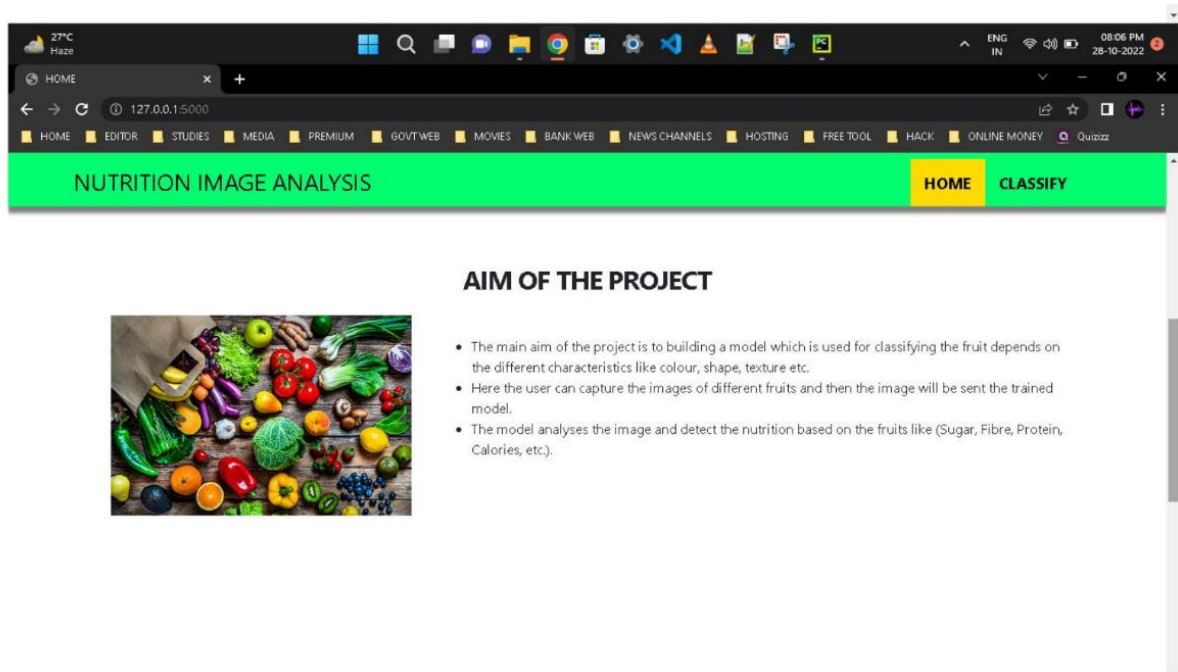 27°C
Haze
ENG
IN
08:06 PM
28-10-2022
2
HOME
127.0.0.1:5000
HOME EDITOR STUDIES MEDIA PREMIUM GOVT WEB MOVIES BANK WEB NEWS CHANNELS HOSTING FREE TOOL HACK ONLINE MONEY Quizizz
NUTRITION IMAGE ANALYSIS HOME CLASSIFY
AIM OF THE PROJECT
• The main aim of the project is to building a model which is used for classifying the fruit depends on
the different characteristics like colour, shape, texture etc.
• Here the user can capture the images of different fruits and then the image will be sent the trained
model.
• The model analyses the image and detect the nutrition based on the fruits like (Sugar, Fibre, Protein,
Calories, etc.).